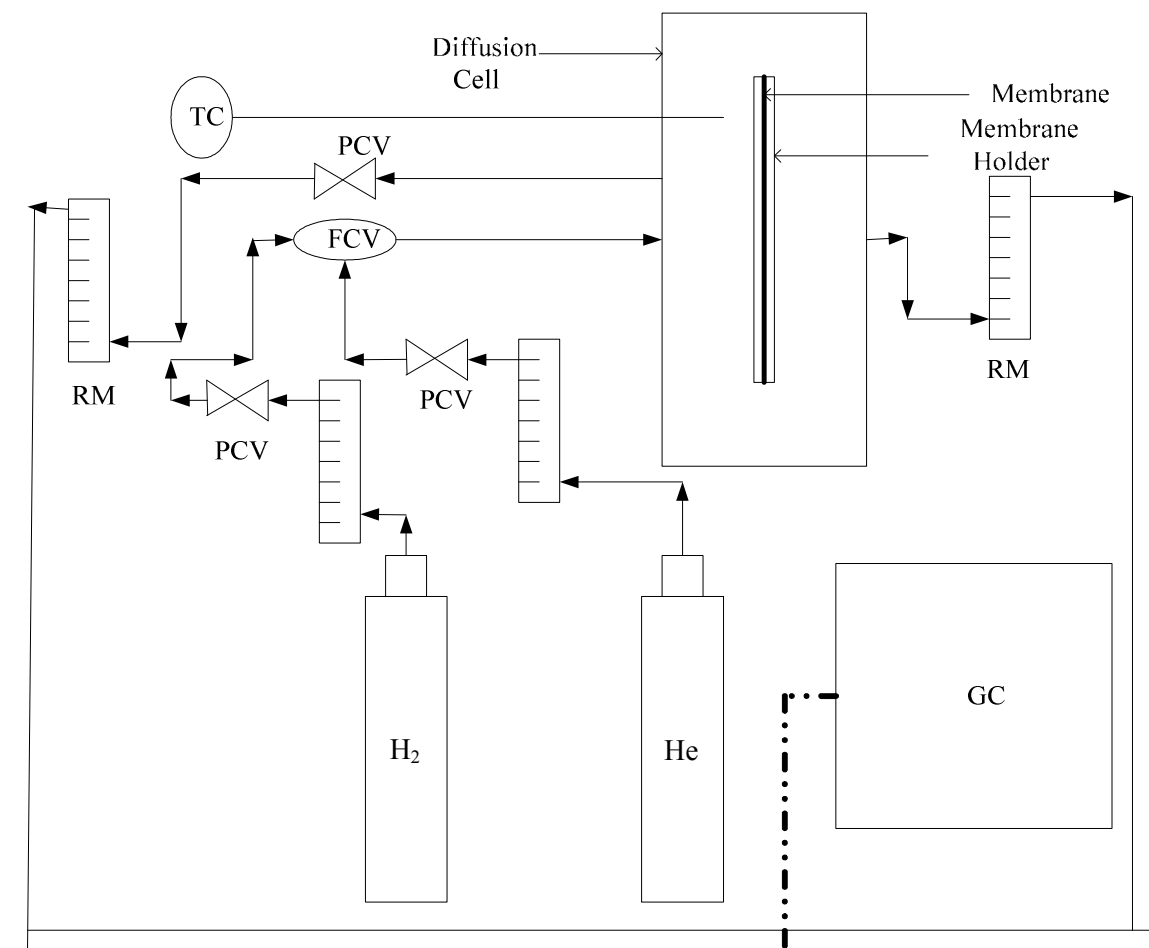 Diffusion
Cell
TC
Membrane
Membrane
Holder
PCV
FCV
RM
RM
PCV
PCV
GC
H₂
He